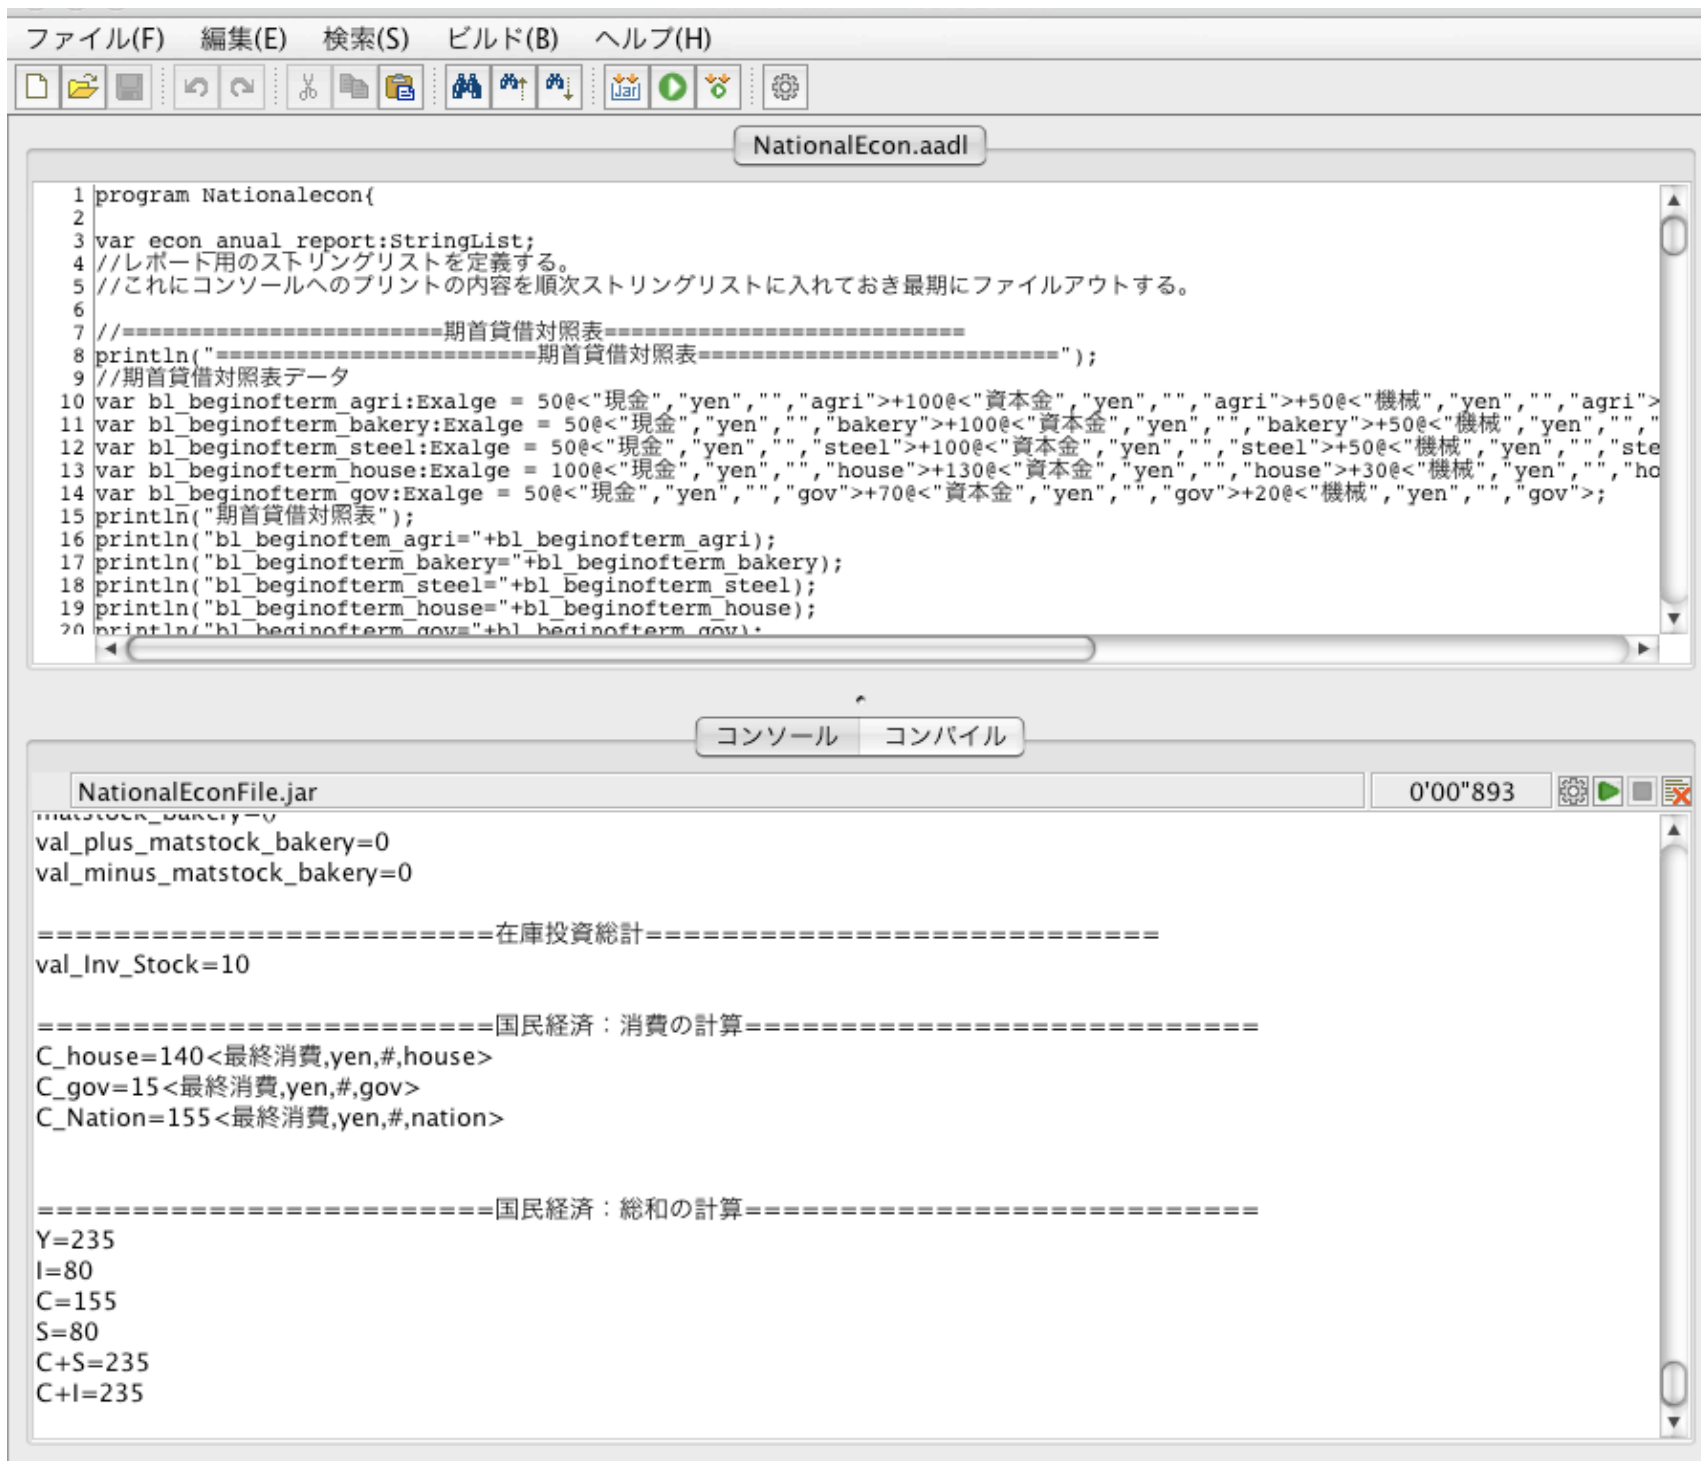 ファイル(F) 編集(E) 検索(S) ビルド(B) ヘルプ(H)
Jar
NationalEcon.aadl
1 program Nationalecon{
2
3 var econ_anual_report:StringList;
4 //レポート用のストリングリストを定義する。
5 //これにコンソールへのプリントの内容を順次ストリングリストに入れておき最期にファイルアウトする。
6
7 //========================期首貸借対照表===========================
8 println("========================期首貸借対照表===========================");
9 //期首貸借対照表データ
10 var bl_beginofterm_agri:Exalge = 50@<"現金","yen","","agri">+100@<"資本金","yen","","agri">+50@<"機械","yen","","agri">
11 var bl_beginofterm_bakery:Exalge = 50@<"現金","yen","","bakery">+100@<"資本金","yen","","bakery">+50@<"機械","yen","","
12 var bl_beginofterm_steel:Exalge = 50@<"現金","yen","","steel">+100@<"資本金","yen","","steel">+50@<"機械","yen","","ste
13 var bl_beginofterm_house:Exalge = 100@<"現金","yen","","house">+130@<"資本金","yen","","house">+30@<"機械","yen","","ho
14 var bl_beginofterm_gov:Exalge = 50@<"現金","yen","","gov">+70@<"資本金","yen","","gov">+20@<"機械","yen","","gov">;
15 println("期首貸借対照表");
16 println("bl_beginoftem_agri="+bl_beginofterm_agri);
17 println("bl_beginofterm_bakery="+bl_beginofterm_bakery);
18 println("bl_beginofterm_steel="+bl_beginofterm_steel);
19 println("bl_beginofterm_house="+bl_beginofterm_house);
20 println("bl_beginofterm_gov="+bl_beginofterm_gov);
コンソール コンパイル
NationalEconFile.jar 0'00"893
matstock_bakery=()
val_plus_matstock_bakery=0
val_minus_matstock_bakery=0
========================在庫投資総計===========================
val_Inv_Stock=10
========================国民経済：消費の計算===========================
C_house=140<最終消費,yen,#,house>
C_gov=15<最終消費,yen,#,gov>
C_Nation=155<最終消費,yen,#,nation>
========================国民経済：総和の計算===========================
Y=235
I=80
C=155
S=80
C+S=235
C+I=235